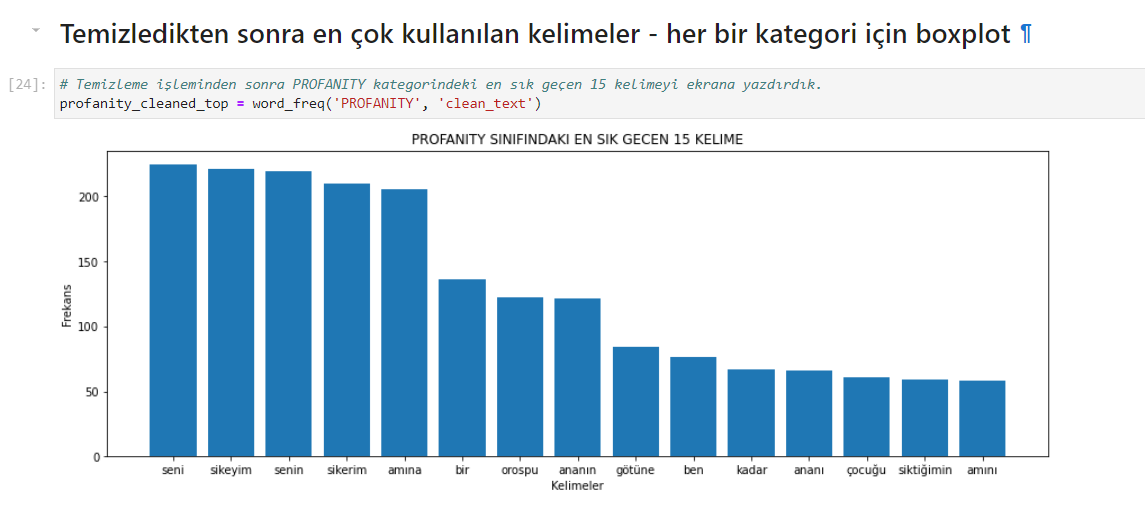 Temizledikten sonra en çok kullanılan kelimeler - her bir kategori için boxplot ¶
[24]: # Temizleme işleminden sonra PROFANITY kategorindeki en sık geçen 15 kelimeyi ekrana yazdırdık.
profanity_cleaned_top = word_freq('PROFANITY', 'clean_text')
PROFANITY SINIFINDAKI EN SIK GECEN 15 KELIME
200
150
100
50
0
Frekans
seni sikeyim senin sikerim amına bir orospu ananın götüne ben kadar ananı çocuğu siktiğimin amını
Kelimeler